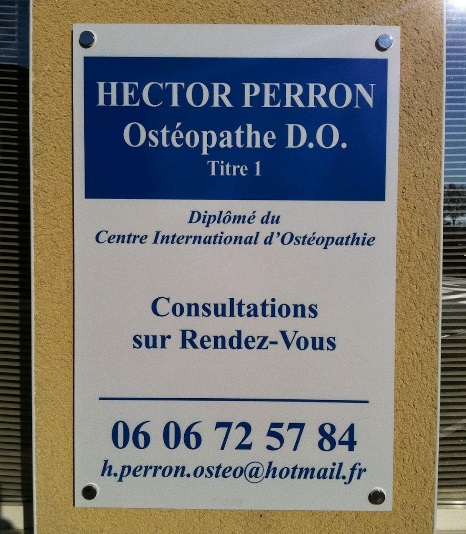 HECTOR PERRON
Ostéopathe D.O.
Titre 1
Diplômé du
Centre International d'Ostéopathie
Consultations
sur Rendez-Vous
06 06 72 57 84
h.perron.osteo@hotmail.fr